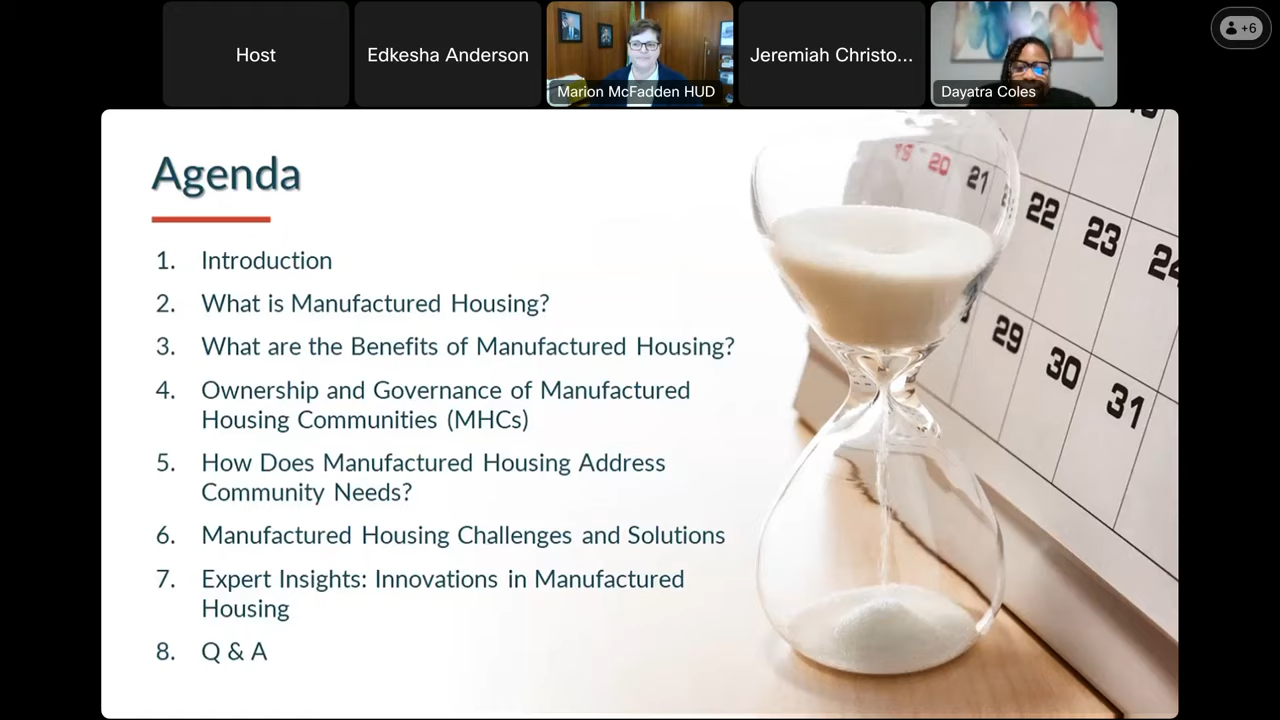 Host
Edkesha Anderson
Marion McFadden HUD
Jeremiah Christo...
Dayatra Coles
+6
Agenda
1. Introduction
2. What is Manufactured Housing?
3. What are the Benefits of Manufactured Housing?
4. Ownership and Governance of Manufactured
Housing Communities (MHCs)
5. How Does Manufactured Housing Address
Community Needs?
6. Manufactured Housing Challenges and Solutions
7. Expert Insights: Innovations in Manufactured
Housing
8. Q & A
19 20 21 22 23 24
29 30 31